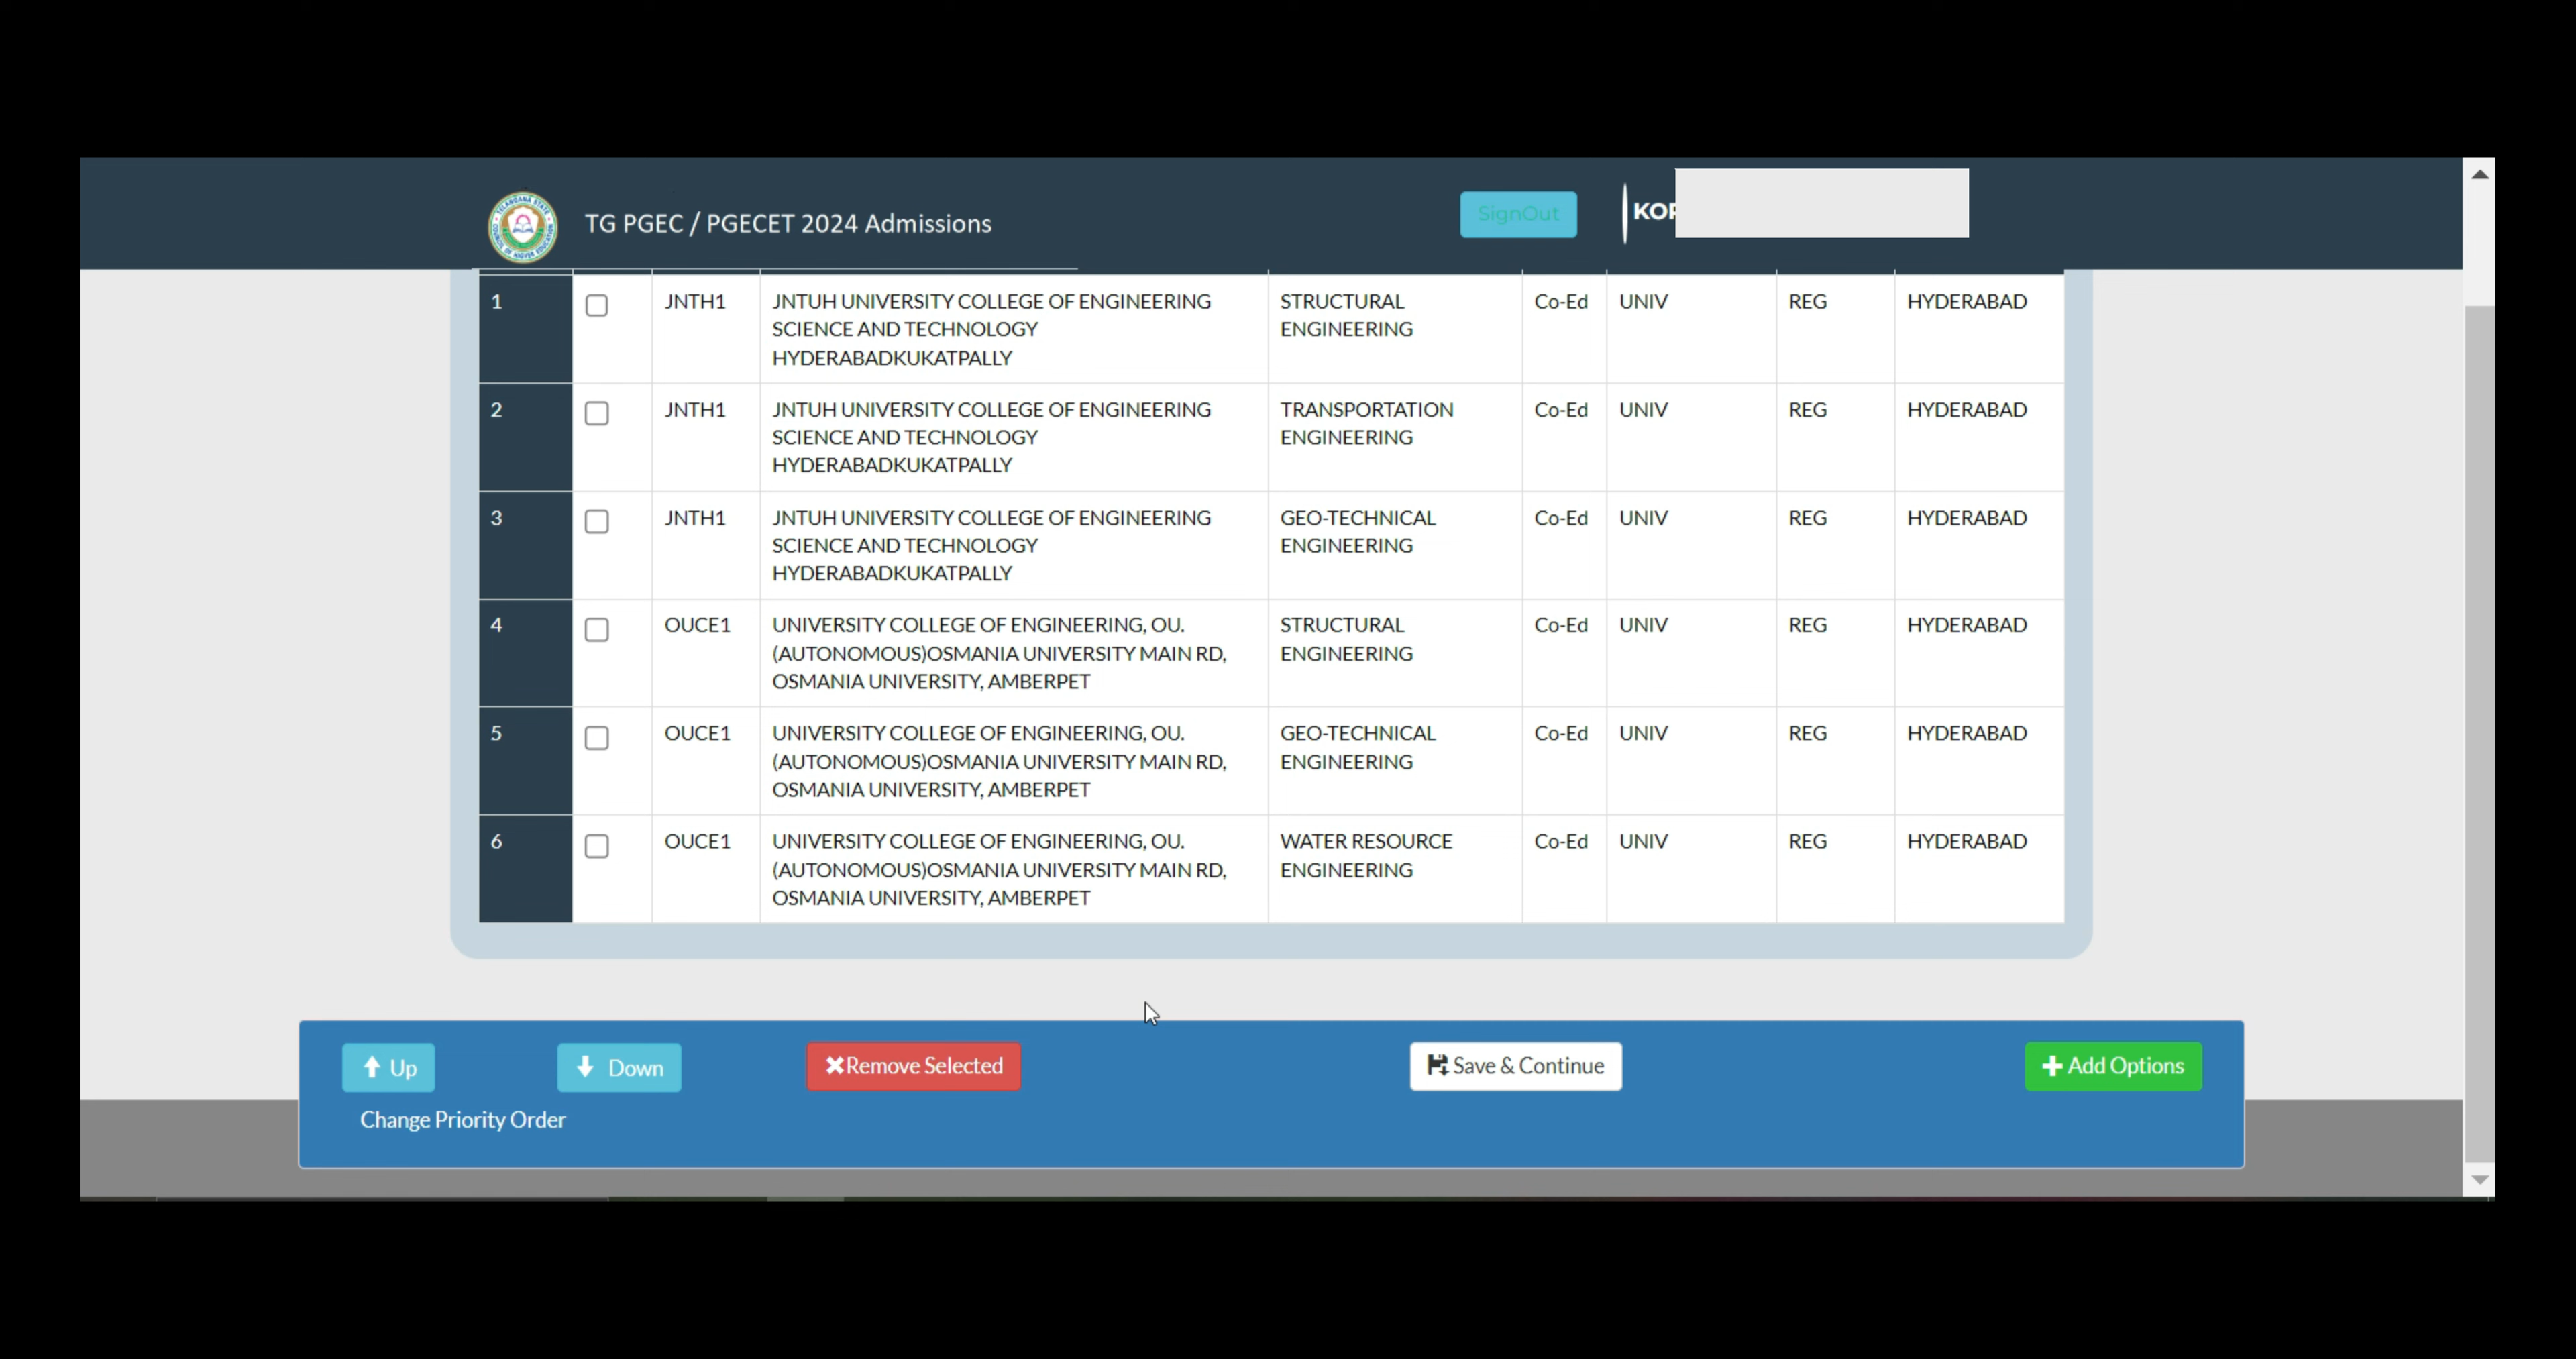 TG PGEC / PGECET 2024 Admissions
SignOut
1 JNTH1 JNTUH UNIVERSITY COLLEGE OF ENGINEERING STRUCTURAL Co-Ed UNIV REG HYDERABAD
SCIENCE AND TECHNOLOGY ENGINEERING
HYDERABADKUKATPALLY
2 JNTH1 JNTUH UNIVERSITY COLLEGE OF ENGINEERING TRANSPORTATION Co-Ed UNIV REG HYDERABAD
SCIENCE AND TECHNOLOGY ENGINEERING
HYDERABADKUKATPALLY
3 JNTH1 JNTUH UNIVERSITY COLLEGE OF ENGINEERING GEO-TECHNICAL Co-Ed UNIV REG HYDERABAD
SCIENCE AND TECHNOLOGY ENGINEERING
HYDERABADKUKATPALLY
4 OUCE1 UNIVERSITY COLLEGE OF ENGINEERING, OU. STRUCTURAL Co-Ed UNIV REG HYDERABAD
(AUTONOMOUS)OSMANIA UNIVERSITY MAIN RD, ENGINEERING
OSMANIA UNIVERSITY, AMBERPET
5 OUCE1 UNIVERSITY COLLEGE OF ENGINEERING, OU. GEO-TECHNICAL Co-Ed UNIV REG HYDERABAD
(AUTONOMOUS)OSMANIA UNIVERSITY MAIN RD, ENGINEERING
OSMANIA UNIVERSITY, AMBERPET
6 OUCE1 UNIVERSITY COLLEGE OF ENGINEERING, OU. WATER RESOURCE Co-Ed UNIV REG HYDERABAD
(AUTONOMOUS)OSMANIA UNIVERSITY MAIN RD, ENGINEERING
OSMANIA UNIVERSITY, AMBERPET
Up Down Remove Selected Save & Continue Add Options
Change Priority Order